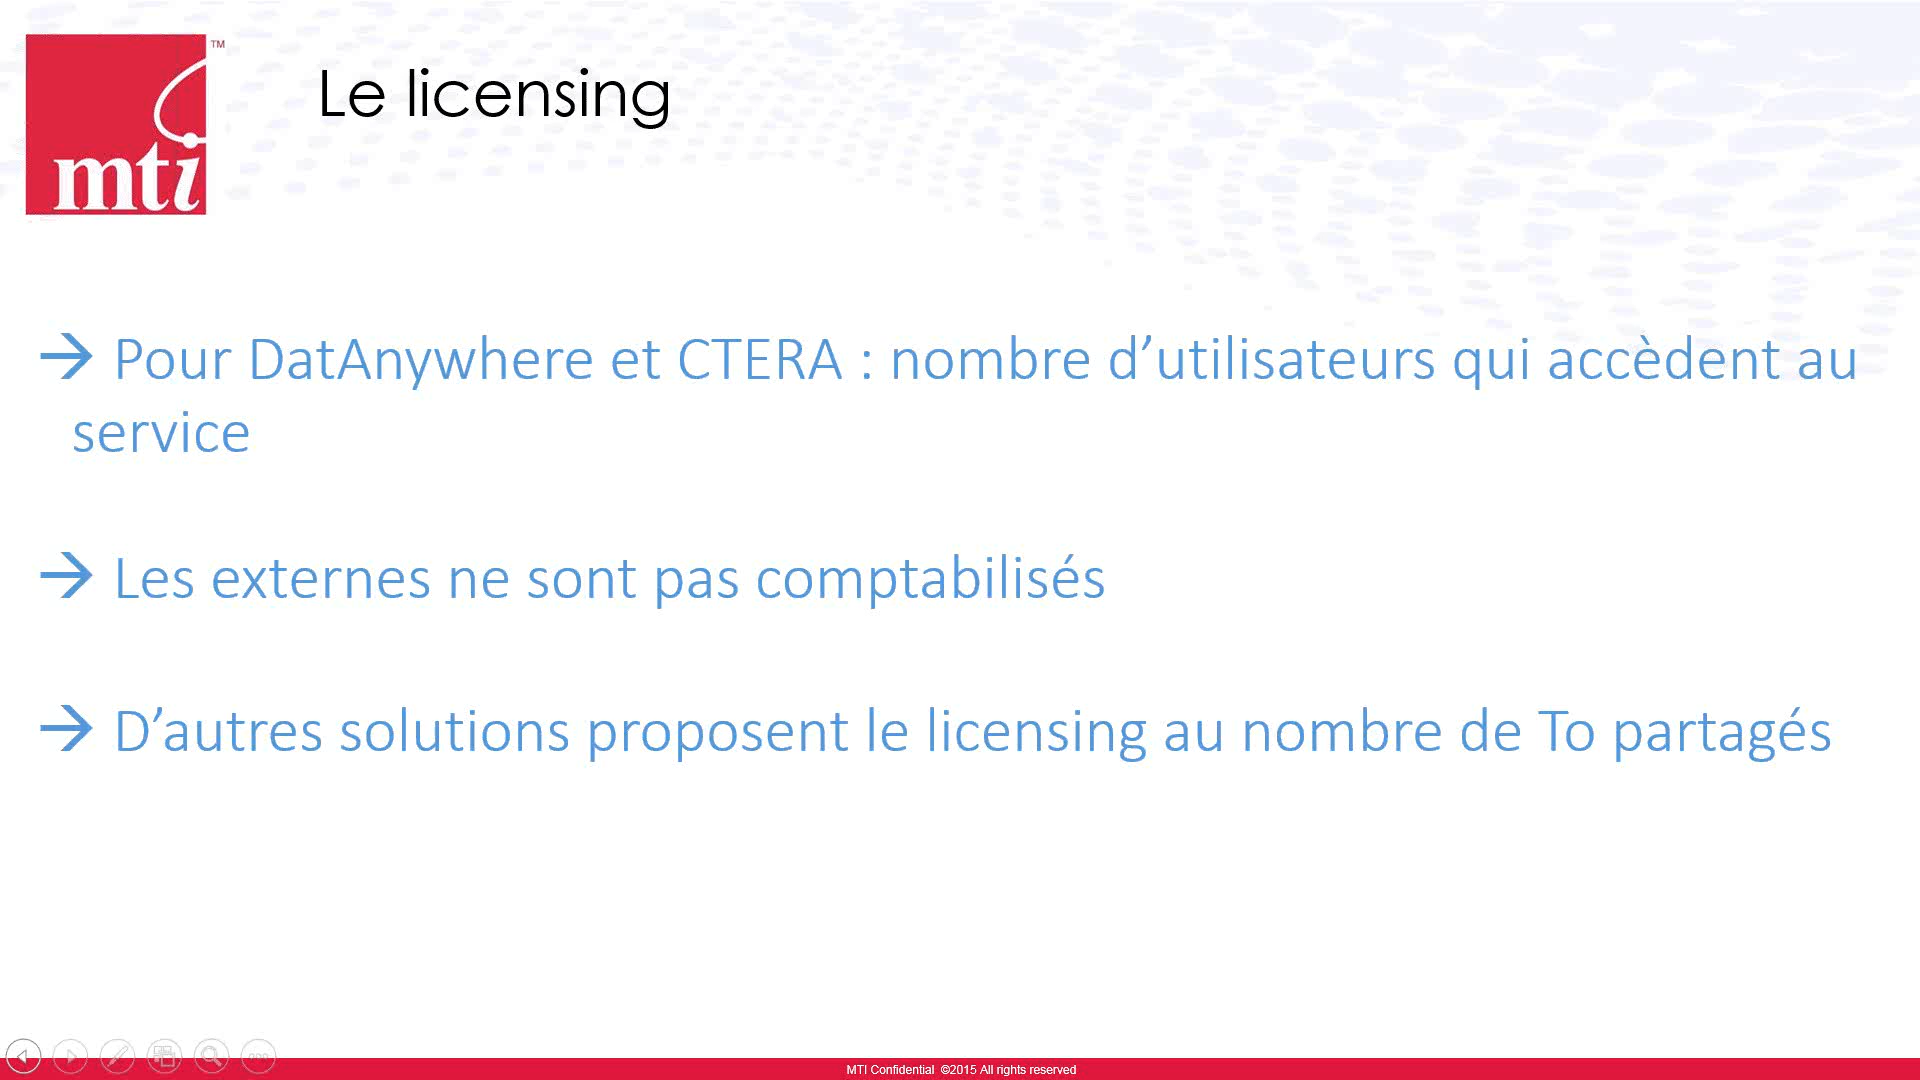 mti
TM
Le licensing
→ Pour DatAnywhere et CTERA : nombre d’utilisateurs qui accèdent au
service
→ Les externes ne sont pas comptabilisés
→ D’autres solutions proposent le licensing au nombre de To partagés
MTI Confidential ©2015 All rights reserved